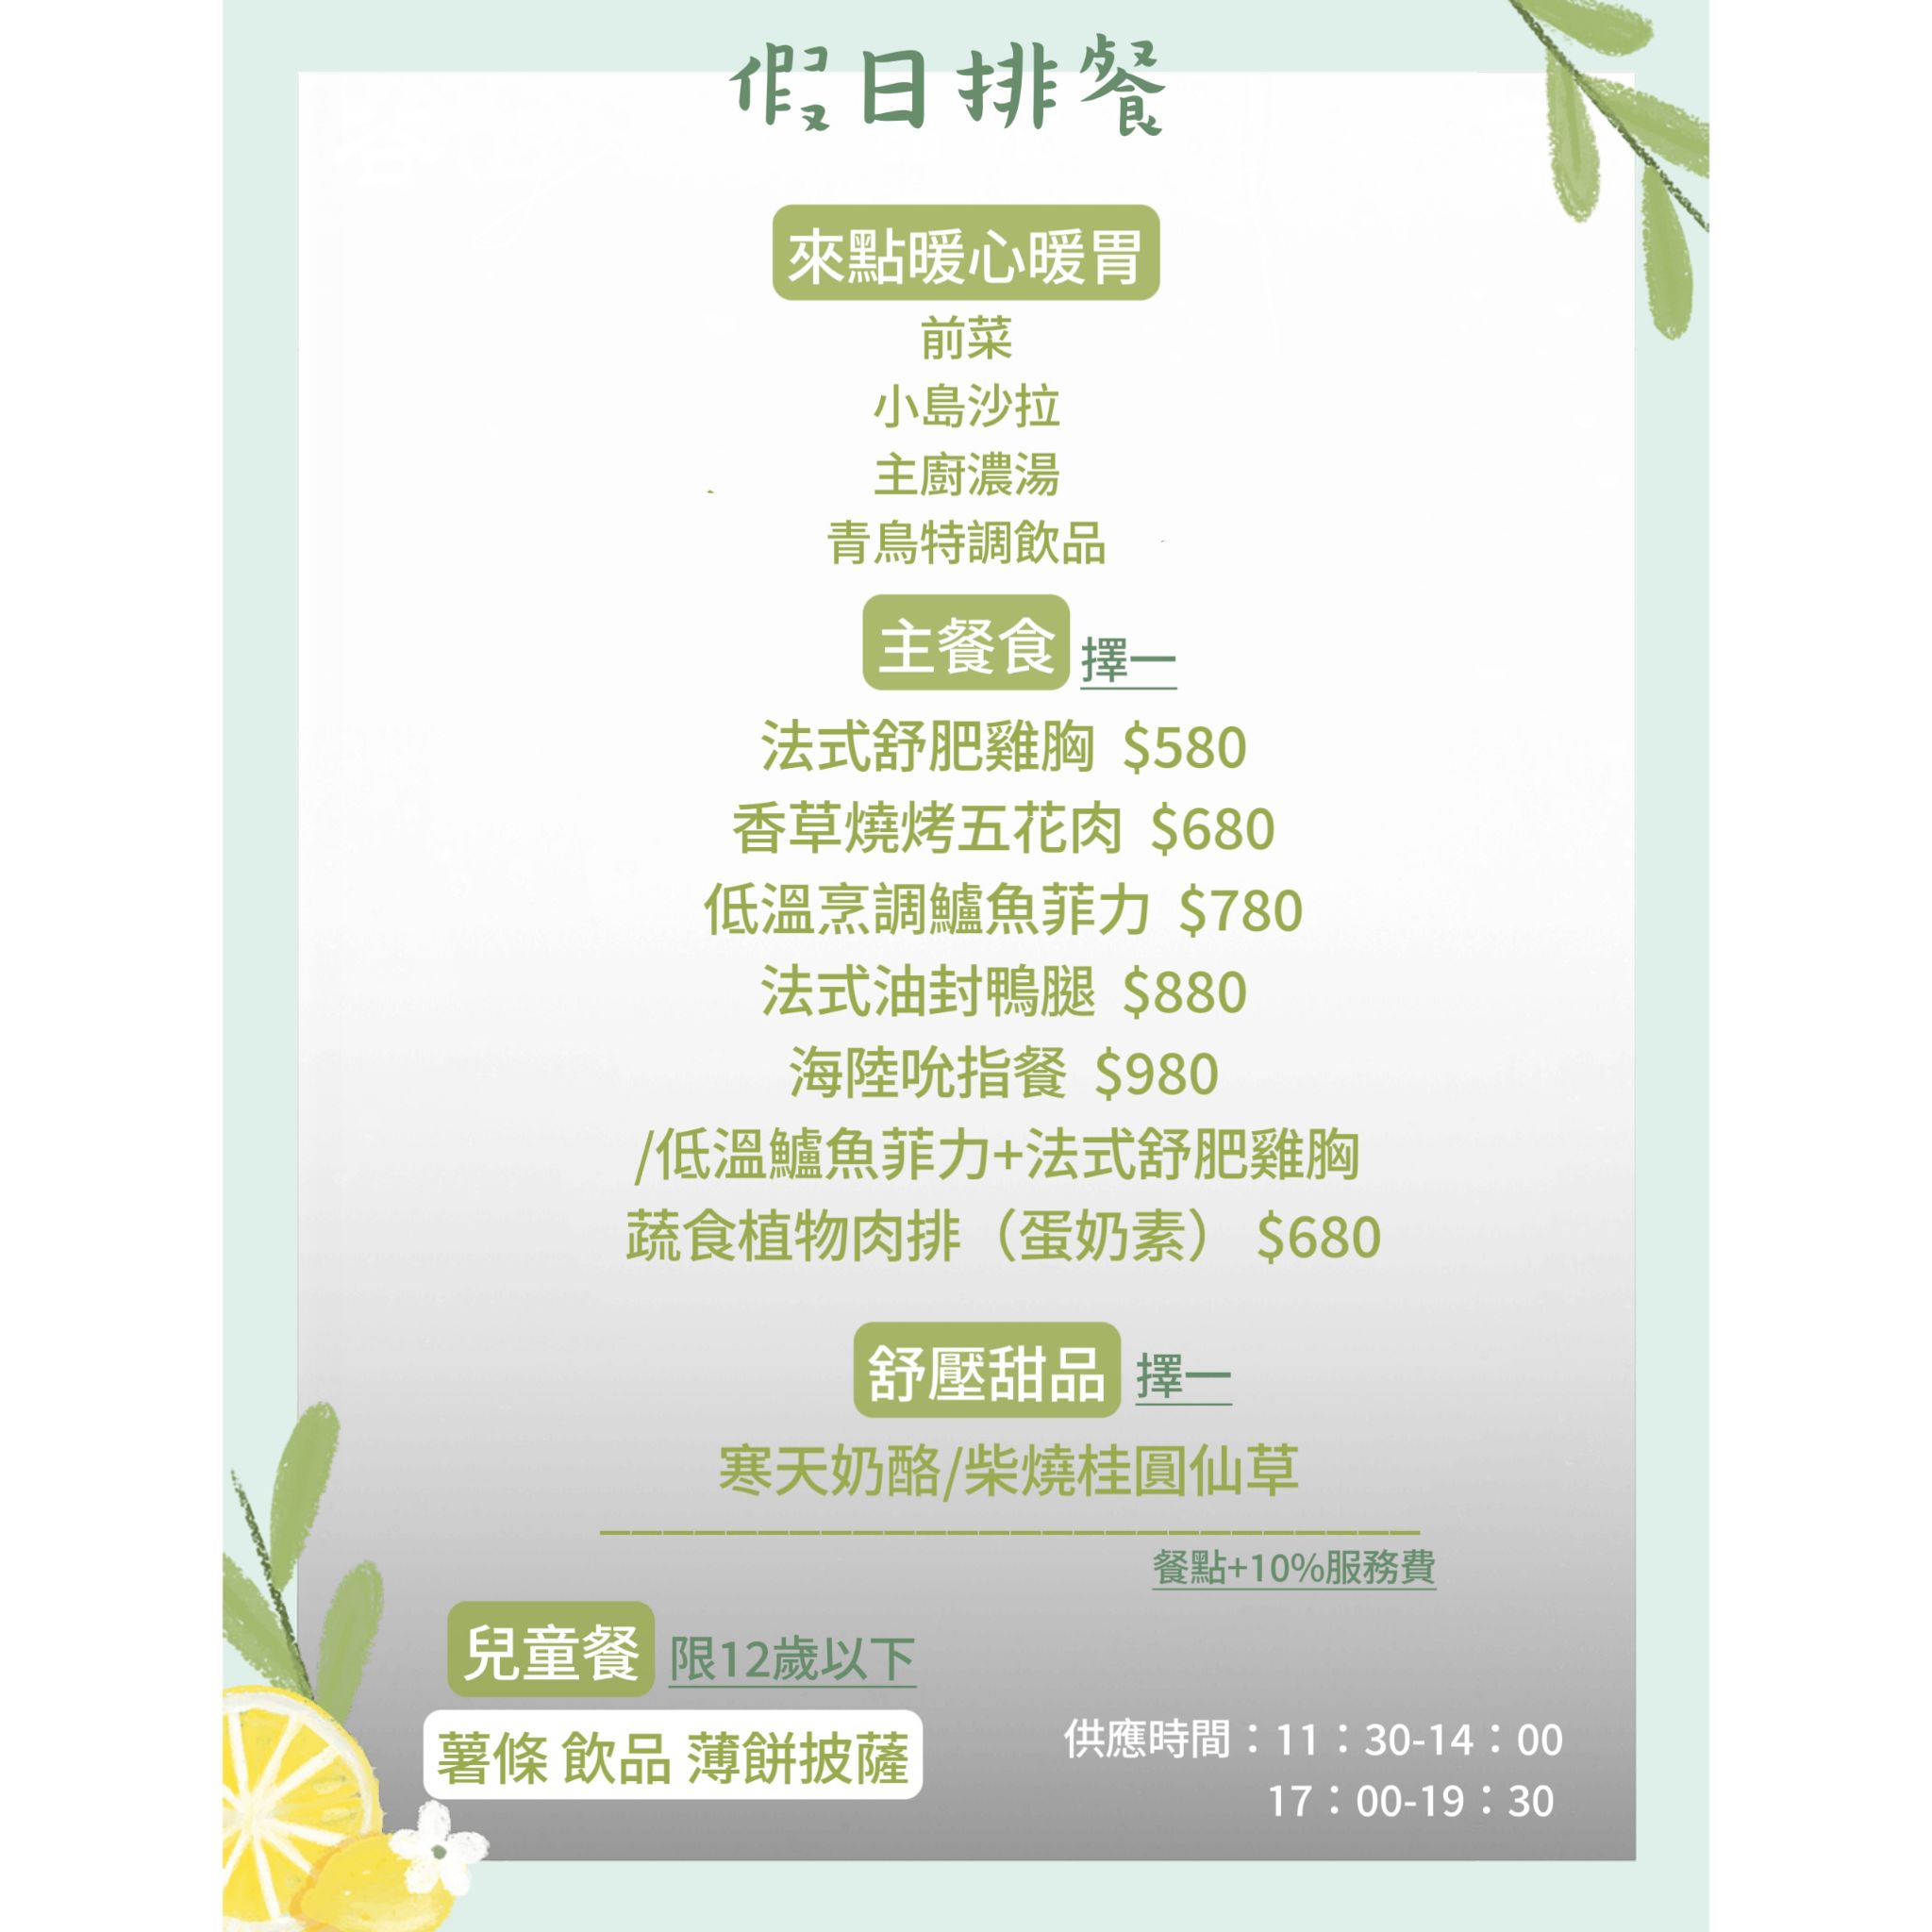 假日排餐
來點暖心暖胃
前菜
小島沙拉
主廚濃湯
青鳥特調飲品
主餐食 擇一
法式舒肥雞胸 $580
香草燒烤五花肉 $680
低溫烹調鱸魚菲力 $780
法式油封鴨腿 $880
海陸吮指餐 $980
/低溫鱸魚菲力+法式舒肥雞胸
蔬食植物肉排（蛋奶素） $680
舒壓甜品 擇一
寒天奶酪/柴燒桂圓仙草
餐點+10%服務費
兒童餐 限12歲以下
薯條 飲品 薄餅披薩
供應時間：11：30-14：00
17：00-19：30